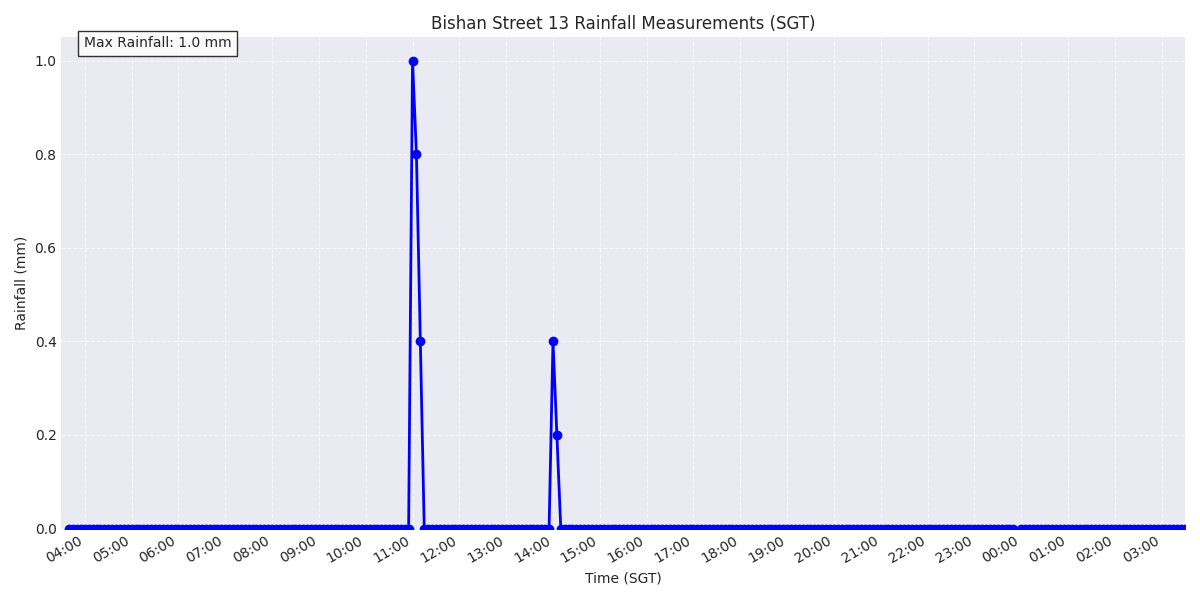 Bishan Street 13 Rainfall Measurements (SGT)
Max Rainfall: 1.0 mm
1.0
0.8
0.6
0.4
0.2
0.0
Rainfall (mm)
04:00 05:00 06:00 07:00 08:00 09:00 10:00 11:00 12:00 13:00 14:00 15:00 16:00 17:00 18:00 19:00 20:00 21:00 22:00 23:00 00:00 01:00 02:00 03:00
Time (SGT)